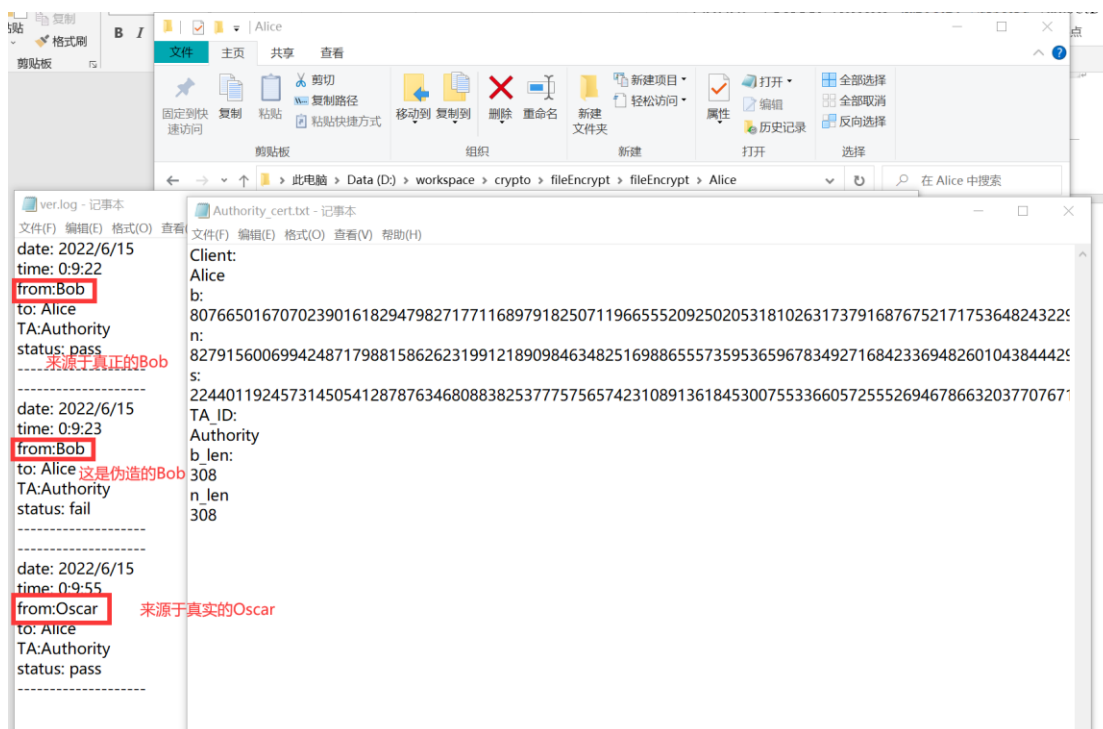 复制
格式刷
剪贴板
B I
Alice
文件 主页 共享 查看
固定到快速访问
复制
粘贴
剪切
复制路径
粘贴快捷方式
剪贴板
移动到 复制到 删除 重命名
组织
新建文件夹
新建项目
轻松访问
新建
属性
打开
编辑
历史记录
打开
全部选择
全部取消
反向选择
选择
点
此电脑 > Data (D:) > workspace > crypto > fileEncrypt > fileEncrypt > Alice
在 Alice 中搜索
ver.log - 记事本
文件(F) 编辑(E) 格式(O) 查看
date: 2022/6/15
time: 0:9:22
from:Bob
to: Alice
TA:Authority
status: pass
来源于真正的Bob
---------------------
---------------------
date: 2022/6/15
time: 0:9:23
from:Bob
to: Alice
这是伪造的Bob
TA:Authority
status: fail
---------------------
---------------------
date: 2022/6/15
time: 0:9:55
from:Oscar
来源于真实的Oscar
to: Alice
TA:Authority
status: pass
---------------------
Authority_cert.txt - 记事本
文件(F) 编辑(E) 格式(O) 查看(V) 帮助(H)
Client:
Alice
b:
n:
s:
TA_ID:
Authority
b_len:
308
n_len
308